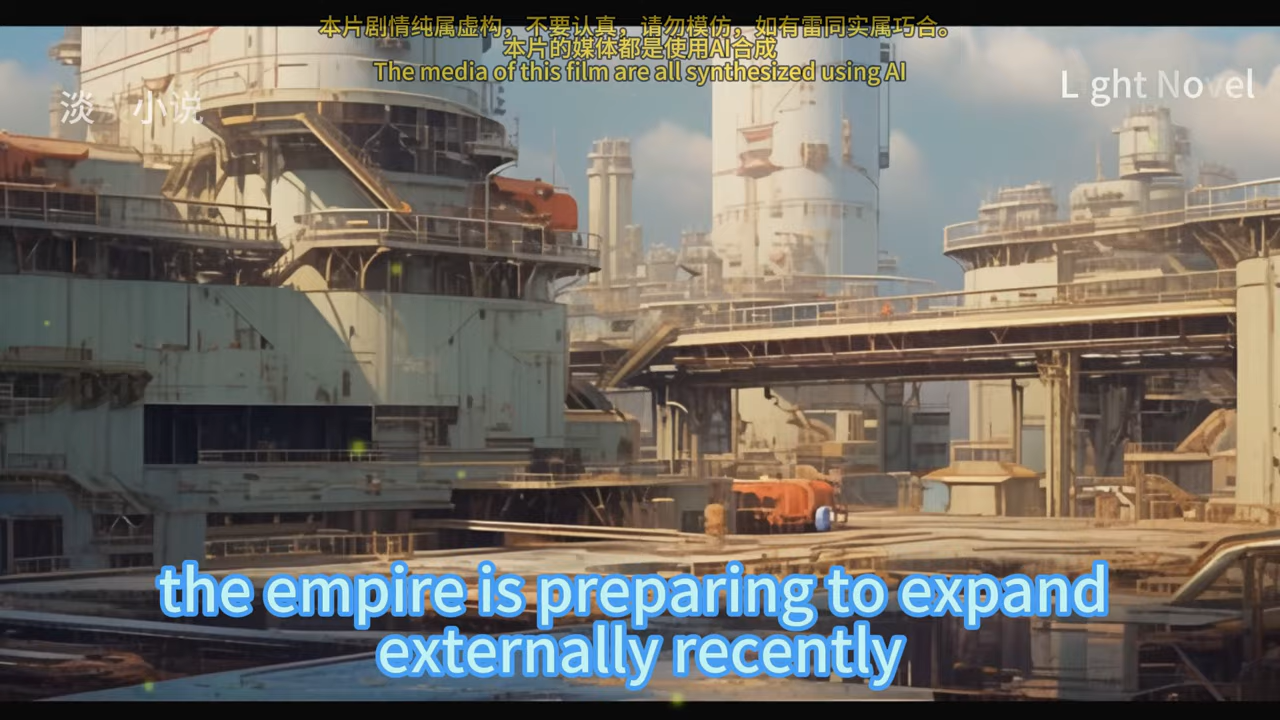 本片剧情纯属虚构，不要认真，请勿模仿，如有雷同实属巧合。
本片的媒体都是使用AI合成
The media of this film are all synthesized using AI
L ght Novel
淡 小说
the empire is preparing to expand
externally recently